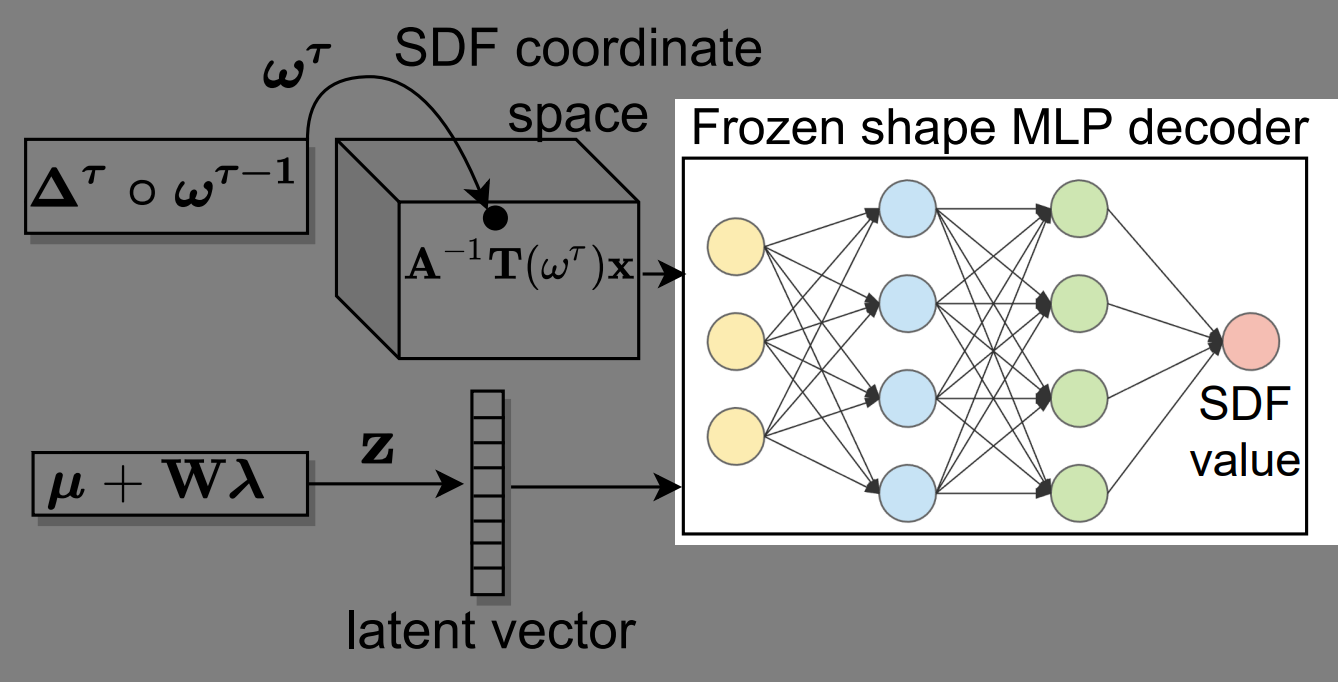 𝝎^τ
SDF coordinate
space
𝚫^τ ∘ 𝝎^{τ−1}
𝐀^{−1}𝐓(ω^τ)𝐱
Frozen shape MLP decoder
SDF
value
𝝁 + 𝐖𝝀
𝐳
latent vector